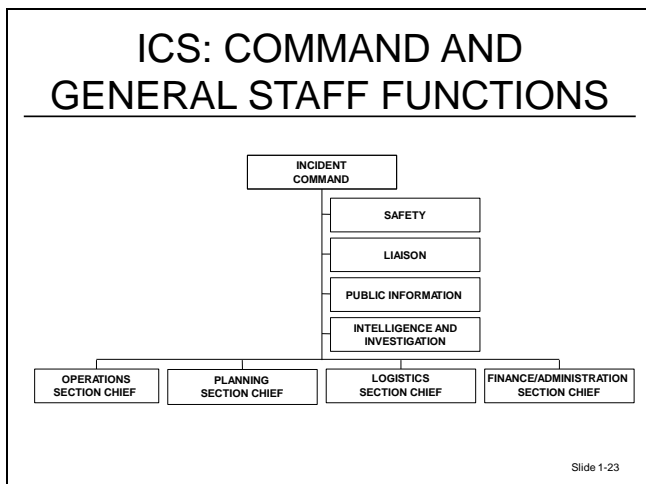 ICS: COMMAND AND
GENERAL STAFF FUNCTIONS
INCIDENT
COMMAND
SAFETY
LIAISON
PUBLIC INFORMATION
INTELLIGENCE AND
INVESTIGATION
OPERATIONS
SECTION CHIEF
PLANNING
SECTION CHIEF
LOGISTICS
SECTION CHIEF
FINANCE/ADMINISTRATION
SECTION CHIEF
Slide 1-23